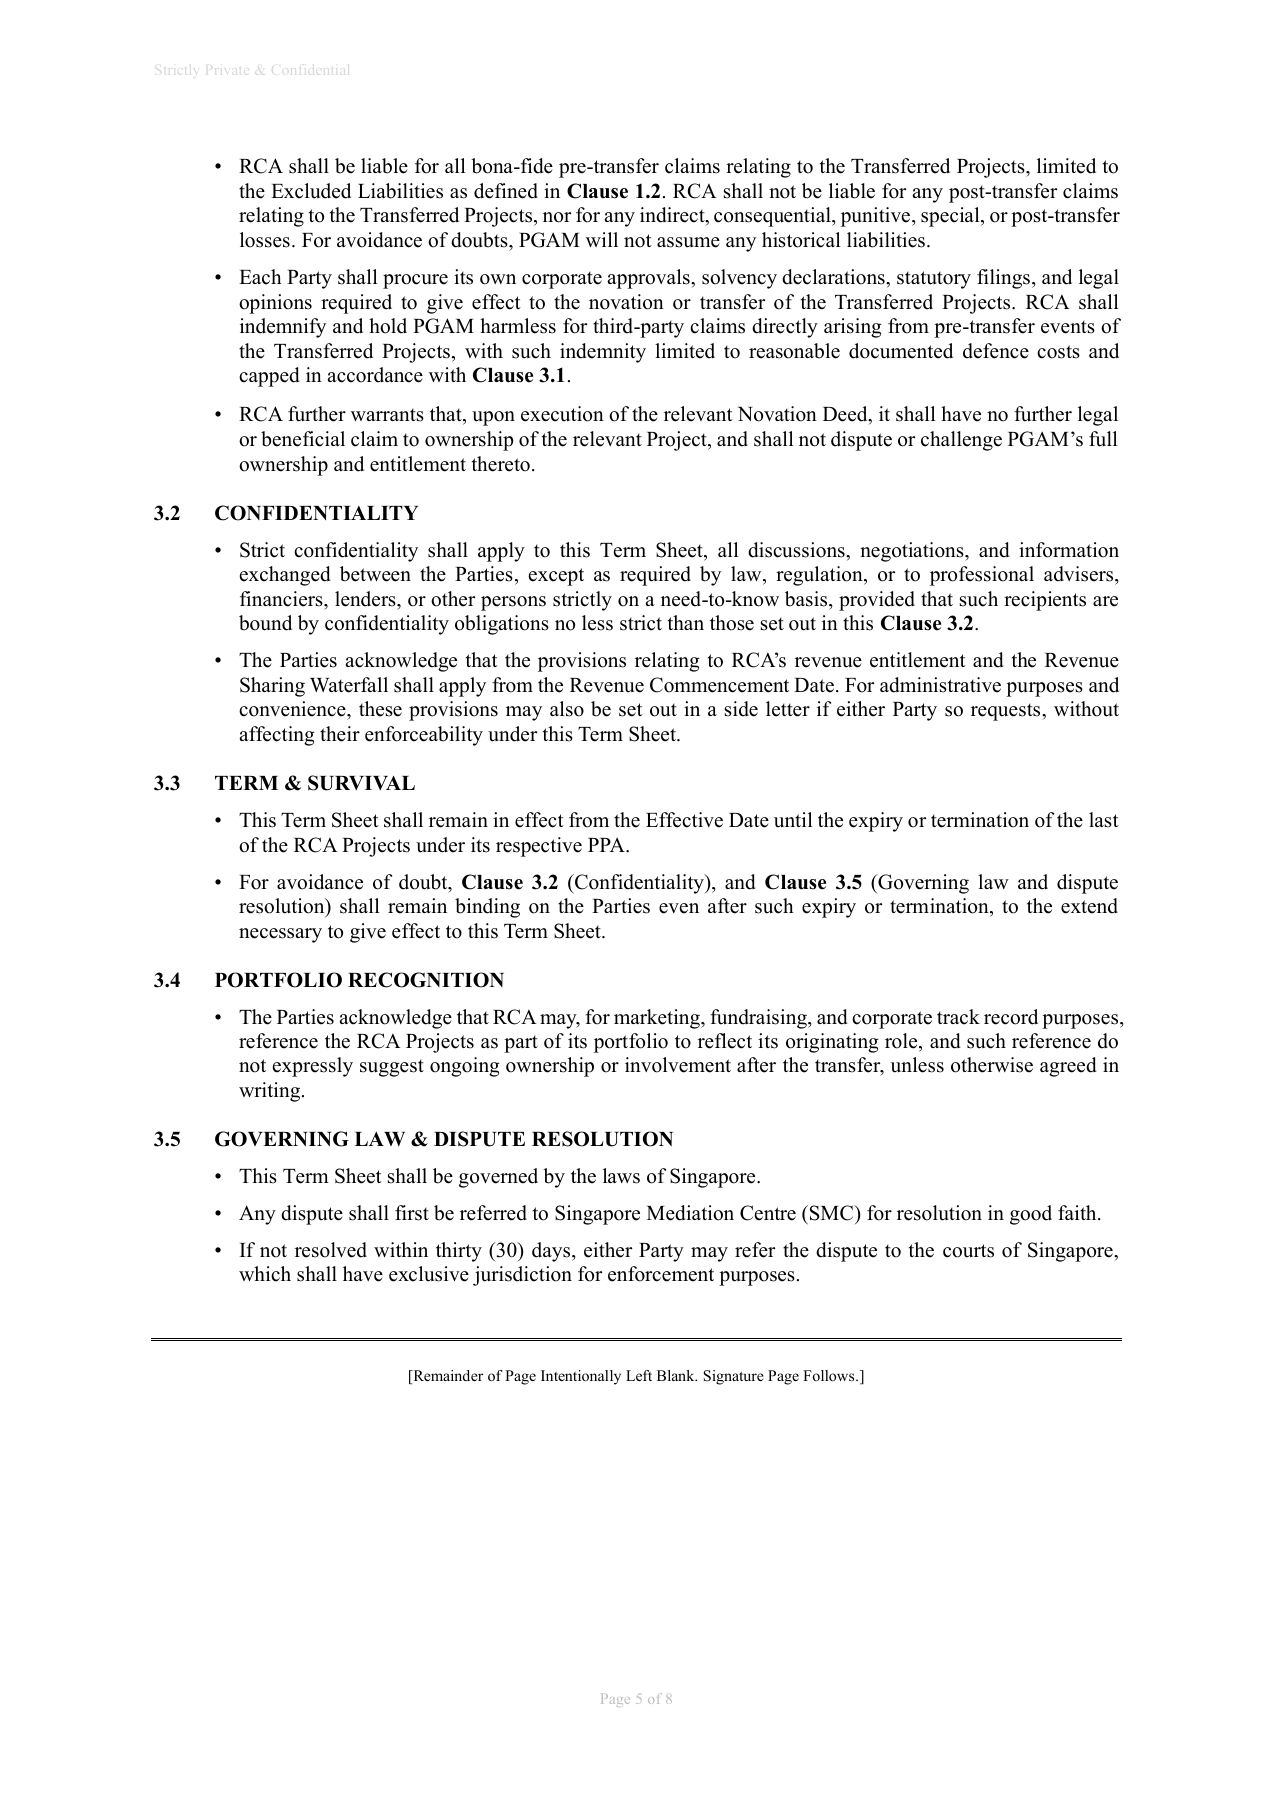 Strictly Private & Confidential
• RCA shall be liable for all bona-fide pre-transfer claims relating to the Transferred Projects, limited to
the Excluded Liabilities as defined in Clause 1.2. RCA shall not be liable for any post-transfer claims
relating to the Transferred Projects, nor for any indirect, consequential, punitive, special, or post-transfer
losses. For avoidance of doubts, PGAM will not assume any historical liabilities.
• Each Party shall procure its own corporate approvals, solvency declarations, statutory filings, and legal
opinions required to give effect to the novation or transfer of the Transferred Projects. RCA shall
indemnify and hold PGAM harmless for third-party claims directly arising from pre-transfer events of
the Transferred Projects, with such indemnity limited to reasonable documented defence costs and
capped in accordance with Clause 3.1.
• RCA further warrants that, upon execution of the relevant Novation Deed, it shall have no further legal
or beneficial claim to ownership of the relevant Project, and shall not dispute or challenge PGAM’s full
ownership and entitlement thereto.
3.2 CONFIDENTIALITY
• Strict confidentiality shall apply to this Term Sheet, all discussions, negotiations, and information
exchanged between the Parties, except as required by law, regulation, or to professional advisers,
financiers, lenders, or other persons strictly on a need-to-know basis, provided that such recipients are
bound by confidentiality obligations no less strict than those set out in this Clause 3.2.
• The Parties acknowledge that the provisions relating to RCA’s revenue entitlement and the Revenue
Sharing Waterfall shall apply from the Revenue Commencement Date. For administrative purposes and
convenience, these provisions may also be set out in a side letter if either Party so requests, without
affecting their enforceability under this Term Sheet.
3.3 TERM & SURVIVAL
• This Term Sheet shall remain in effect from the Effective Date until the expiry or termination of the last
of the RCA Projects under its respective PPA.
• For avoidance of doubt, Clause 3.2 (Confidentiality), and Clause 3.5 (Governing law and dispute
resolution) shall remain binding on the Parties even after such expiry or termination, to the extend
necessary to give effect to this Term Sheet.
3.4 PORTFOLIO RECOGNITION
• The Parties acknowledge that RCA may, for marketing, fundraising, and corporate track record purposes,
reference the RCA Projects as part of its portfolio to reflect its originating role, and such reference do
not expressly suggest ongoing ownership or involvement after the transfer, unless otherwise agreed in
writing.
3.5 GOVERNING LAW & DISPUTE RESOLUTION
• This Term Sheet shall be governed by the laws of Singapore.
• Any dispute shall first be referred to Singapore Mediation Centre (SMC) for resolution in good faith.
• If not resolved within thirty (30) days, either Party may refer the dispute to the courts of Singapore,
which shall have exclusive jurisdiction for enforcement purposes.
[Remainder of Page Intentionally Left Blank. Signature Page Follows.]
Page 5 of 8